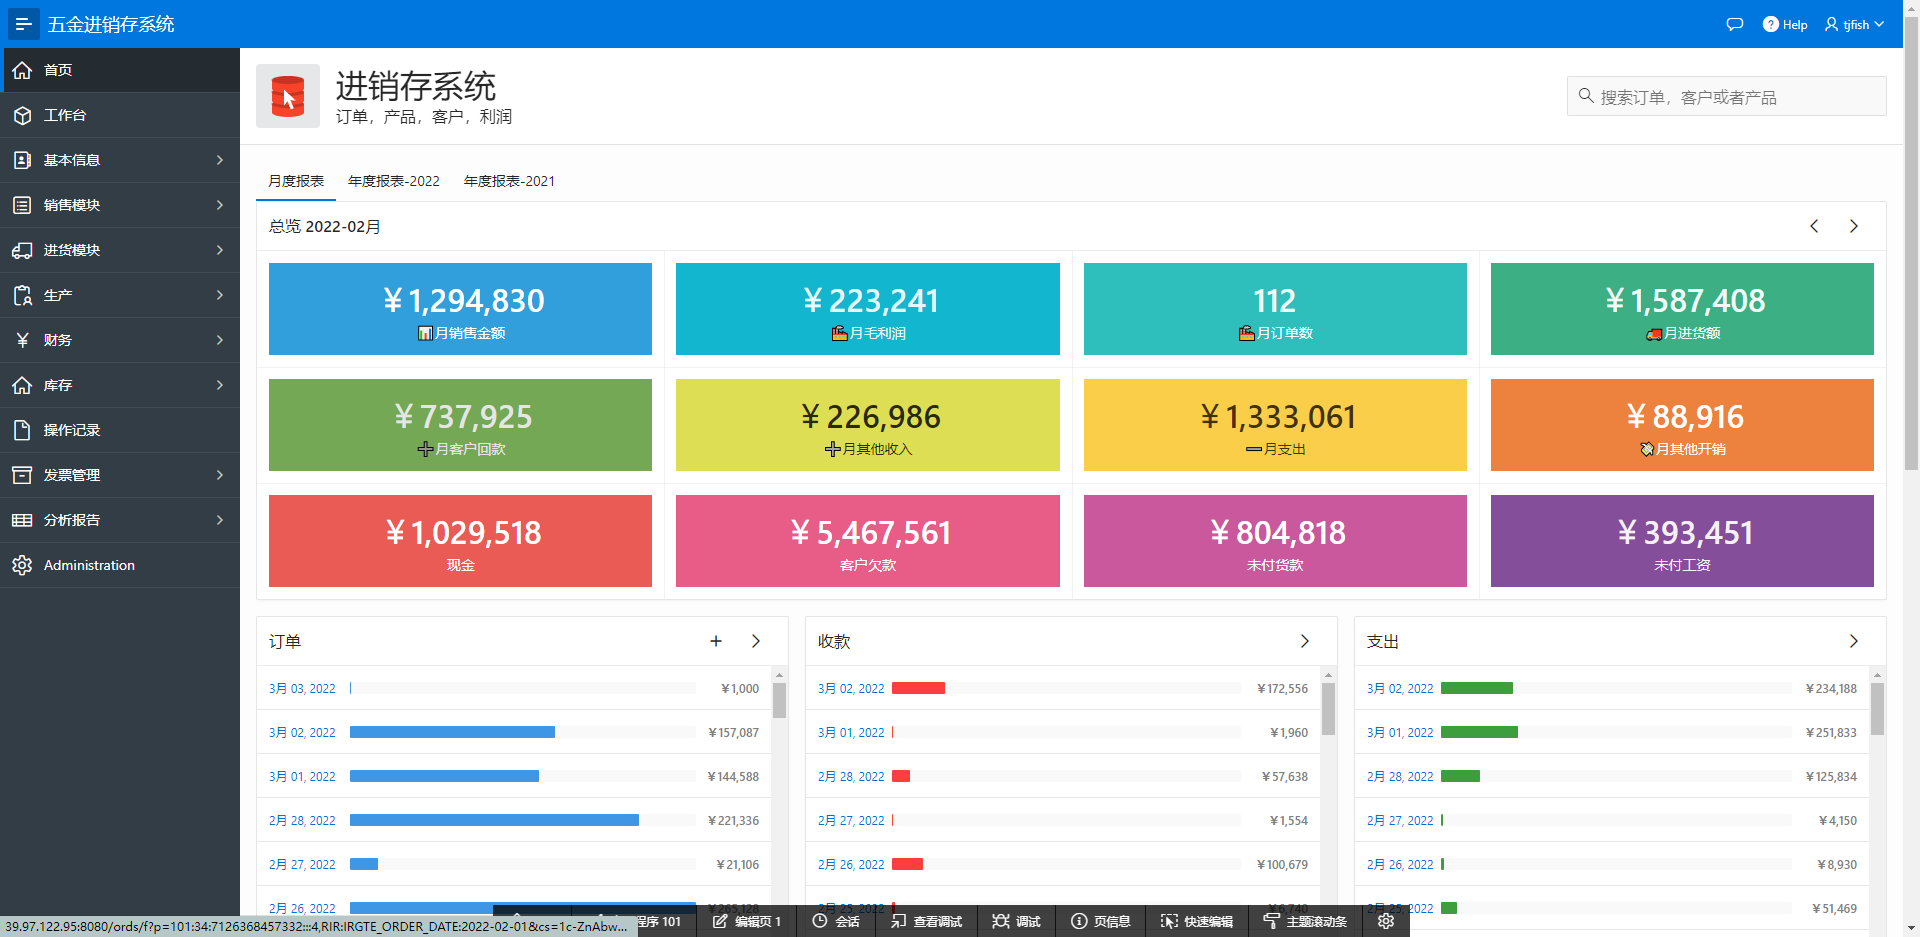 五金进销存系统
Help
tjfish
首页
工作台
基本信息
销售模块
进货模块
生产
财务
库存
操作记录
发票管理
分析报告
Administration
进销存系统
订单，产品，客户，利润
搜索订单，客户或者产品
月度报表 年度报表-2022 年度报表-2021
总览 2022-02月
¥1,294,830
月销售金额
¥223,241
月毛利润
112
月订单数
¥1,587,408
月进货额
¥737,925
月客户回款
¥226,986
月其他收入
¥1,333,061
月支出
¥88,916
月其他开销
¥1,029,518
现金
¥5,467,561
客户欠款
¥804,818
未付货款
¥393,451
未付工资
订单
3月 03, 2022 ¥1,000
3月 02, 2022 ¥157,087
3月 01, 2022 ¥144,588
2月 28, 2022 ¥221,336
2月 27, 2022 ¥21,106
2月 26, 2022 ¥265,128
收款
3月 02, 2022 ¥172,556
3月 01, 2022 ¥1,960
2月 28, 2022 ¥57,638
2月 27, 2022 ¥1,554
2月 26, 2022 ¥100,679
2月 25, 2022 ¥6,740
支出
3月 02, 2022 ¥234,188
3月 01, 2022 ¥251,833
2月 28, 2022 ¥125,834
2月 27, 2022 ¥4,150
2月 26, 2022 ¥8,930
2月 25, 2022 ¥51,469
39.97.122.95:8080/ords/f?p=101:34:7126368457332:::4,RIR:IRGTE_ORDER_DATE:2022-02-01&cs=1c-ZnAbw...
程序 101 编辑页 1 会话 查看调试 调试 页信息 快速编辑 主题滚动条